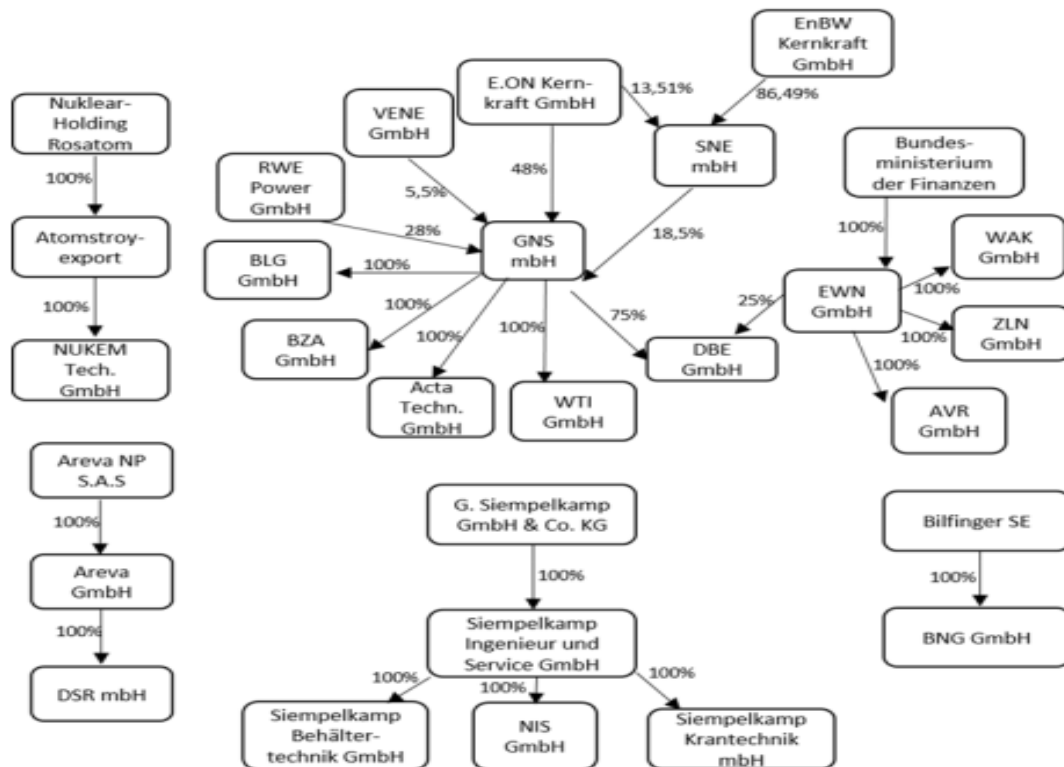 EnBW
Kernkraft
GmbH
E.ON Kern-
kraft GmbH
13,51%
86,49%
Nuklear-
Holding
Rosatom
VENE
GmbH
SNE
mbH
Bundes-
ministerium
der Finanzen
100%
RWE
Power
GmbH
5,5%
48%
28%
18,5%
100%
Atomstroy-
export
GNS
mbH
WAK
GmbH
BLG
GmbH
100%
EWN
GmbH
100%
100%
100%
100%
100%
75%
25%
ZLN
GmbH
100%
NUKEM
Tech.
GmbH
BZA
GmbH
DBE
GmbH
100%
Acta
Techn.
GmbH
WTI
GmbH
AVR
GmbH
Areva NP
S.A.S
G. Siempelkamp
GmbH & Co. KG
Bilfinger SE
100%
100%
100%
Areva
GmbH
Siempelkamp
Ingenieur und
Service GmbH
BNG GmbH
100%
100%
100%
100%
DSR mbH
Siempelkamp
Behälter-
technik GmbH
NIS
GmbH
Siempelkamp
Krantechnik
mbH